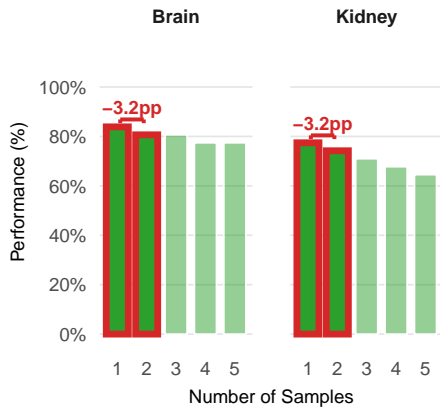 Brain Kidney
100%
80%
60%
40%
20%
0%
−3.2pp −3.2pp
Performance (%)
1 2 3 4 5 1 2 3 4 5
Number of Samples